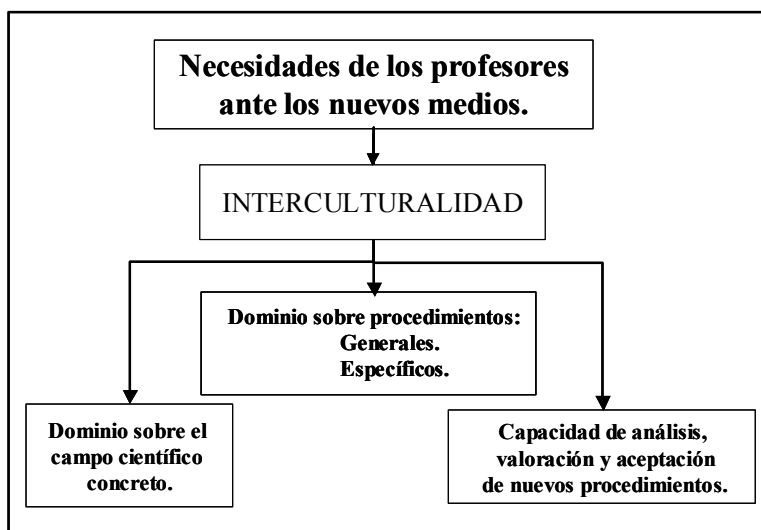 Necesidades de los profesores
ante los nuevos medios.
INTERCULTURALIDAD
Dominio sobre procedimientos:
Generales.
Específicos.
Dominio sobre el
campo científico
concreto.
Capacidad de análisis,
valoración y aceptación
de nuevos procedimientos.